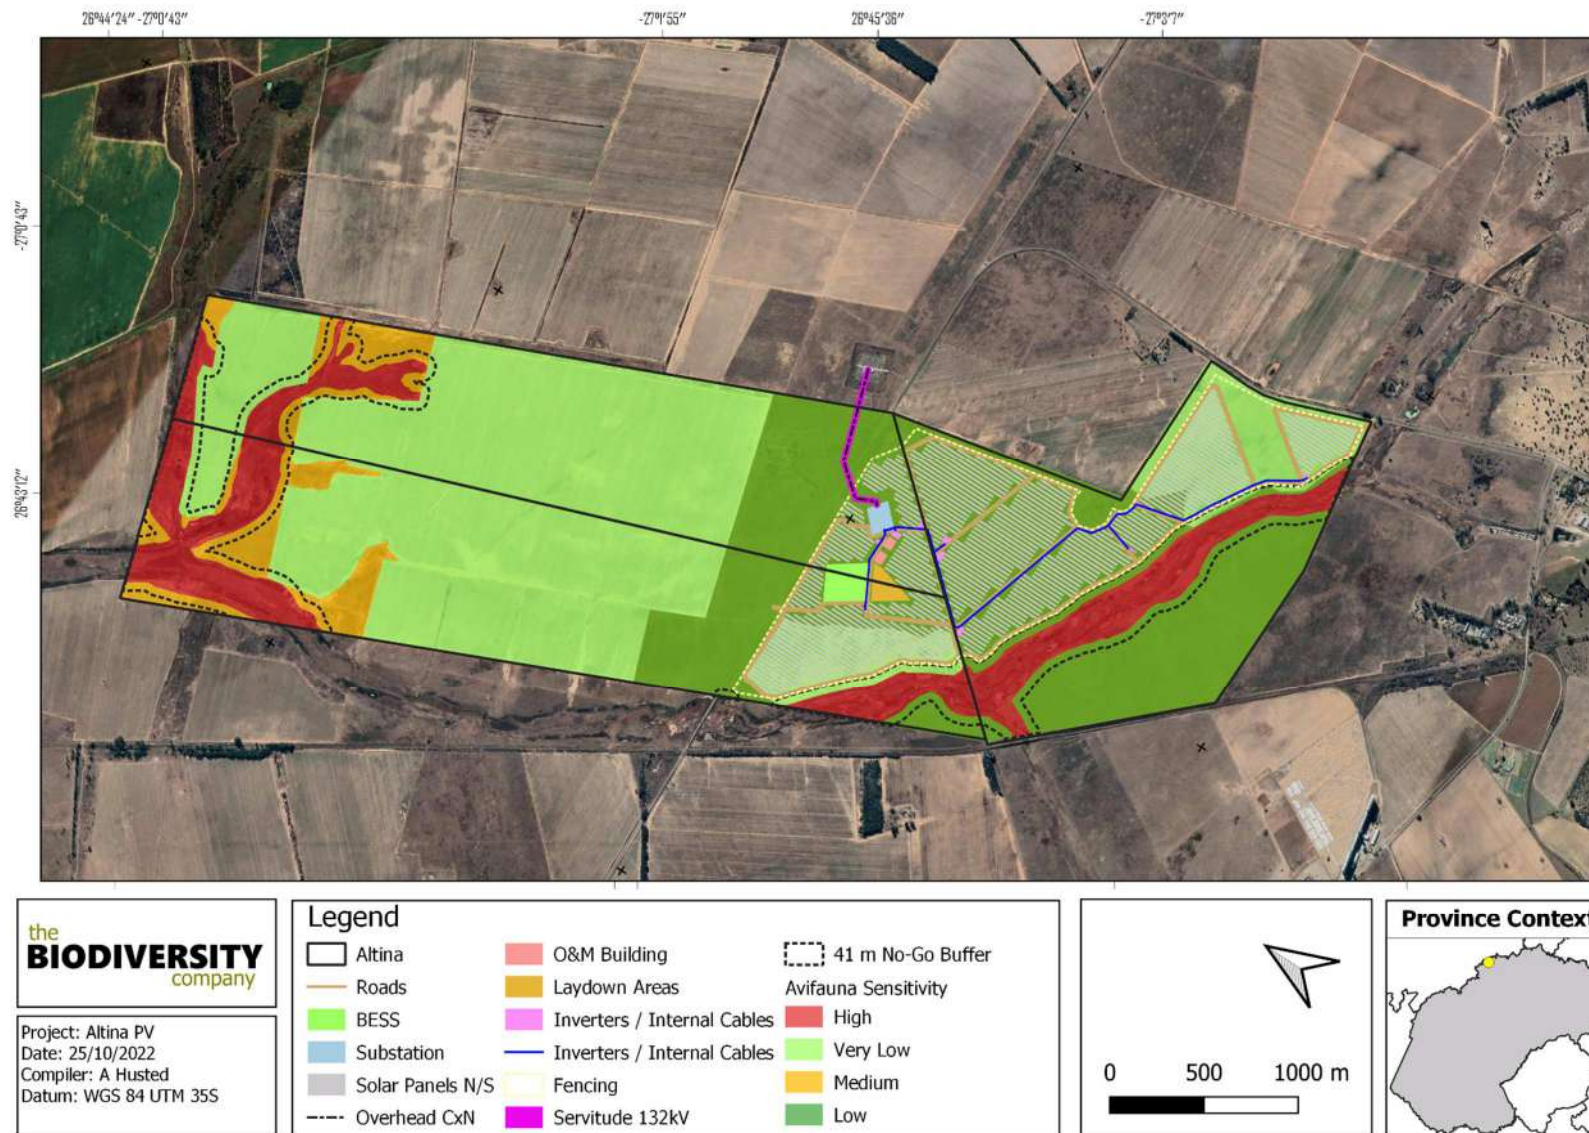 26°44'24" -27°0'43"
-27°1'55"
26°45'36"
-27°3'7"
-27°0'43"
26°43'12"
the
BIODIVERSITY
company
Project: Altina PV
Date: 25/10/2022
Compiler: A Husted
Datum: WGS 84 UTM 35S
Legend
Altina
Roads
BESS
Substation
Solar Panels N/S
Overhead CxN
O&M Building
Laydown Areas
Inverters / Internal Cables
Inverters / Internal Cables
Fencing
Servitude 132kV
41 m No-Go Buffer
Avifauna Sensitivity
High
Very Low
Medium
Low
0 500 1000 m
Province Context